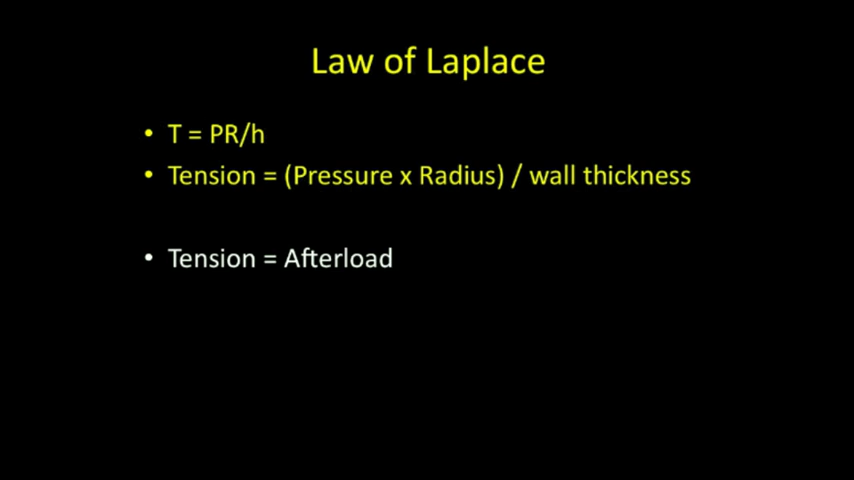 Law of Laplace
• T = PR/h
• Tension = (Pressure x Radius) / wall thickness
• Tension = Afterload